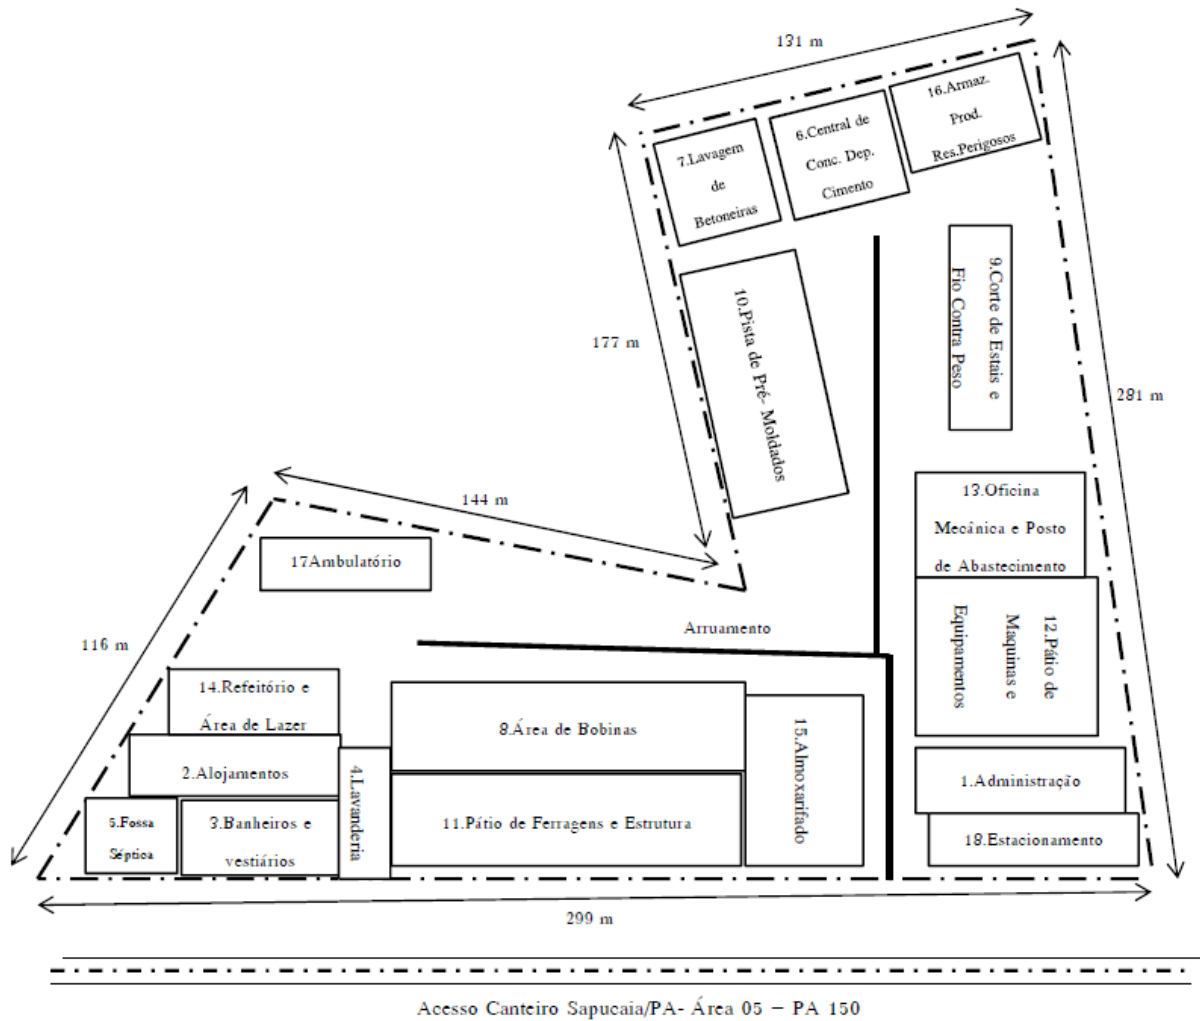 131 m
7.Lavagem
de
Betoneiras
6.Central de
Conc. Dep.
Cimento
16.Armaz.
Prod.
Res.Perigosos
177 m
10.Pista de Pré- Moldados
9.Corte de Estais e
Fio Contra Peso
281 m
144 m
13.Oficina
Mecânica e Posto
de Abastecimento
17Ambulatório
12.Pátio de
Maquinas e
Equipamentos
116 m
Arruamento
14.Refeitório e
Área de Lazer
8.Área de Bobinas
15.Almoxarifado
2.Alojamentos
4.Lavanderia
1.Administração
5.Fossa
Séptica
3.Banheiros e
vestiários
11.Pátio de Ferragens e Estrutura
18.Estacionamento
299 m
Acesso Canteiro Sapucaia/PA- Área 05 – PA 150